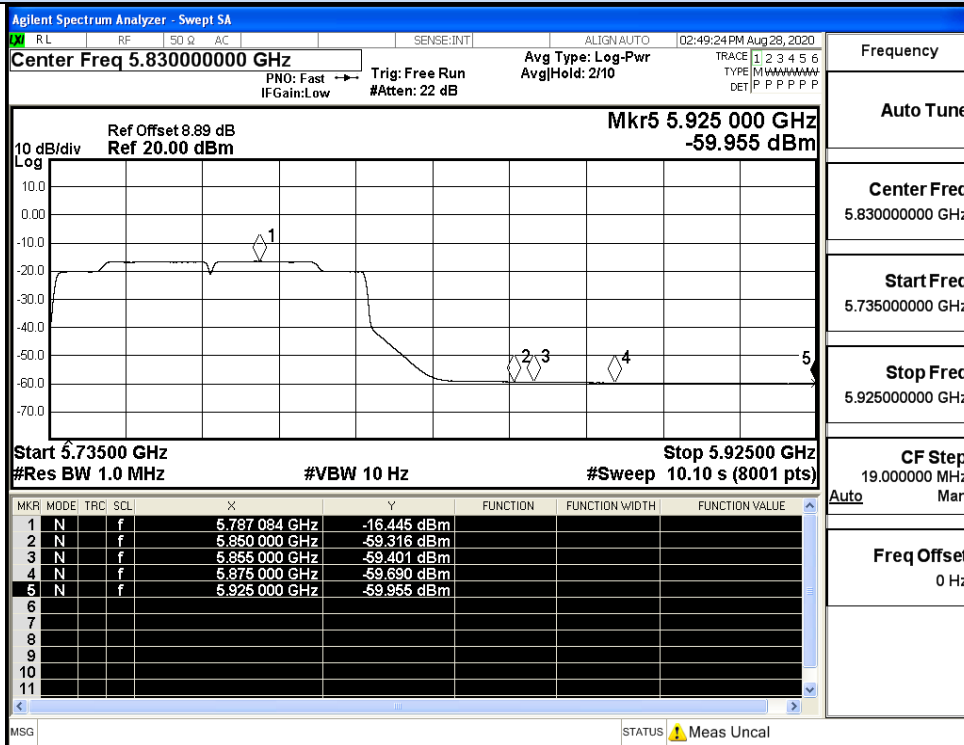 Agilent Spectrum Analyzer - Swept SA
LXI RL RF 50 Ω AC SENSE:INT ALIGN AUTO 02:49:24 PM Aug 28, 2020
Center Freq 5.830000000 GHz
PNO: Fast Trig: Free Run Avg Type: Log-Pwr TRACE 1 2 3 4 5 6
IFGain:Low #Atten: 22 dB Avg|Hold: 2/10 TYPE M W W W W W
DET P P P P P P
Mkr5 5.925 000 GHz
-59.955 dBm
Ref Offset 8.89 dB
10 dB/div Ref 20.00 dBm
Log
10.0
0.00
-10.0
-20.0
-30.0
-40.0
-50.0
-60.0
-70.0
1
2
3
4
5
Start 5.73500 GHz Stop 5.92500 GHz
#Res BW 1.0 MHz #VBW 10 Hz #Sweep 10.10 s (8001 pts)
MKR MODE TRC SCL X Y FUNCTION FUNCTION WIDTH FUNCTION VALUE
1 N f 5.787 084 GHz -16.445 dBm
2 N f 5.850 000 GHz -59.316 dBm
3 N f 5.855 000 GHz -59.401 dBm
4 N f 5.875 000 GHz -59.690 dBm
5 N f 5.925 000 GHz -59.955 dBm
6
7
8
9
10
11
MSG STATUS Meas Uncal
Frequency
Auto Tune
Center Freq
5.830000000 GHz
Start Freq
5.735000000 GHz
Stop Freq
5.925000000 GHz
CF Step
19.000000 MHz
Auto Man
Freq Offset
0 Hz